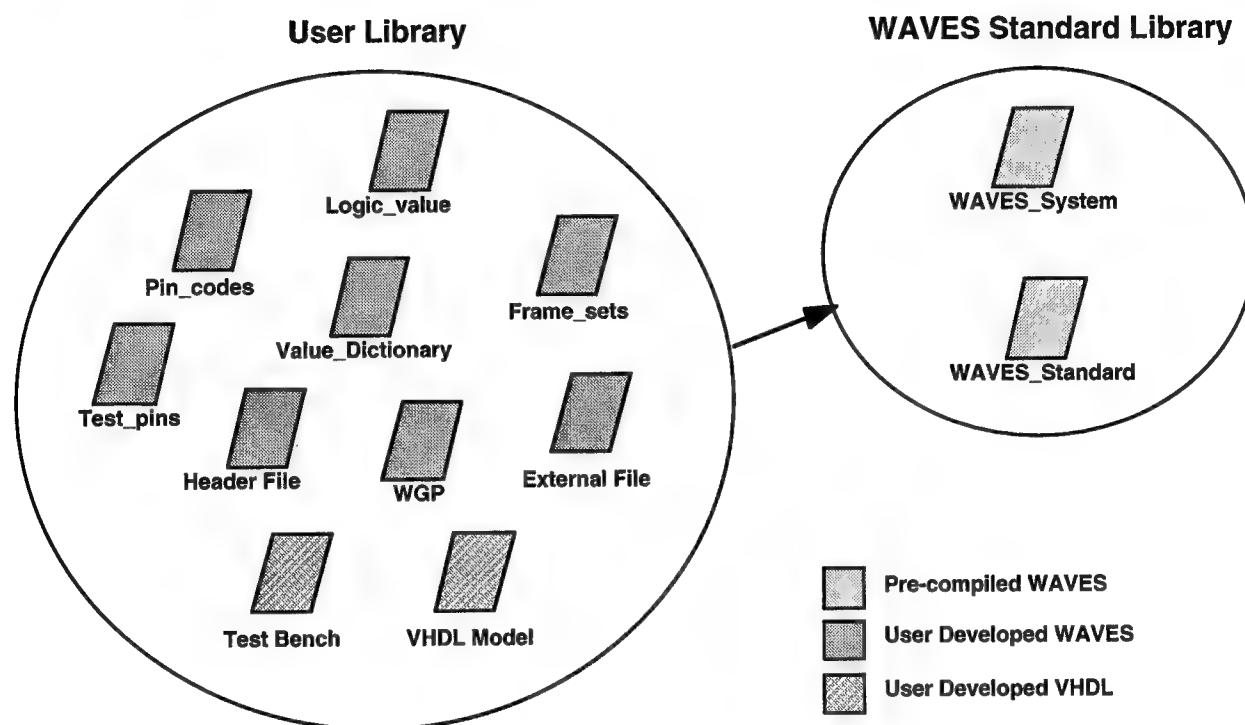 User Library
WAVES Standard Library
Logic_value
Pin_codes
Frame_sets
Value_Dictionary
Test_pins
Header File
WGP
External File
Test Bench
VHDL Model
WAVES_System
WAVES_Standard
Pre-compiled WAVES
User Developed WAVES
User Developed VHDL